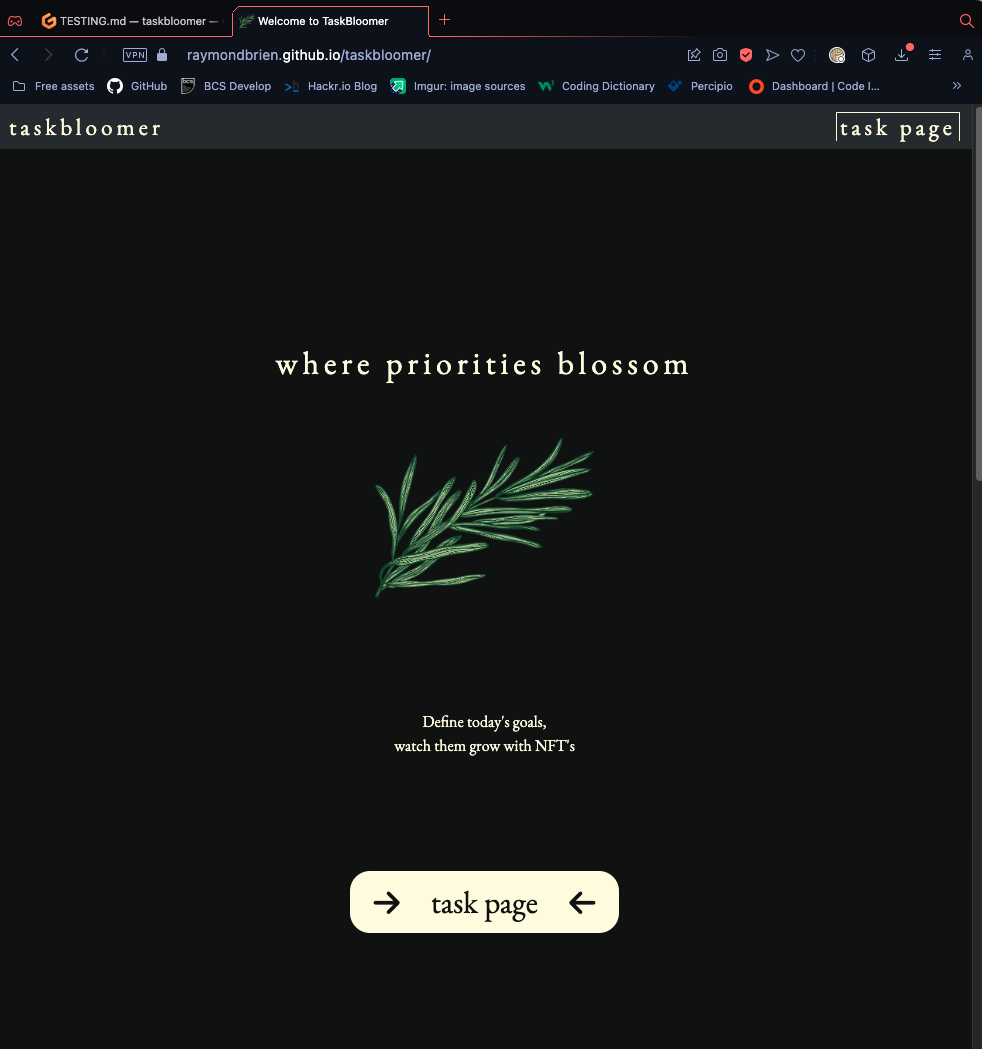 TESTING.md — taskbloomer —
Welcome to TaskBloomer
VPN
raymondbrien.github.io/taskbloomer/
Free assets
GitHub
BCS Develop
Hackr.io Blog
Imgur: image sources
Coding Dictionary
Percipio
Dashboard | Code I...
taskbloomer
task page
where priorities blossom
Define today's goals,
watch them grow with NFT's
task page